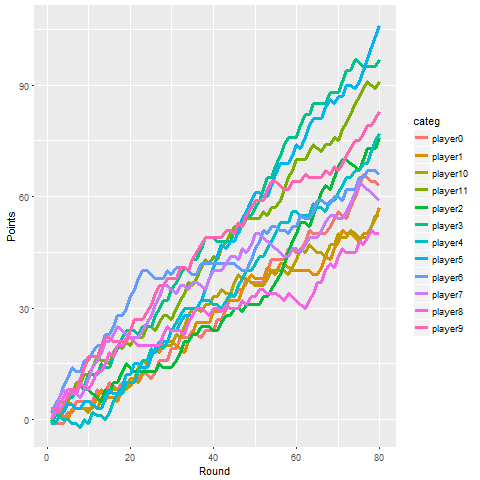 90
60
30
0
Points
0
20
40
60
80
Round
categ
player0
player1
player10
player11
player2
player3
player4
player5
player6
player7
player8
player9